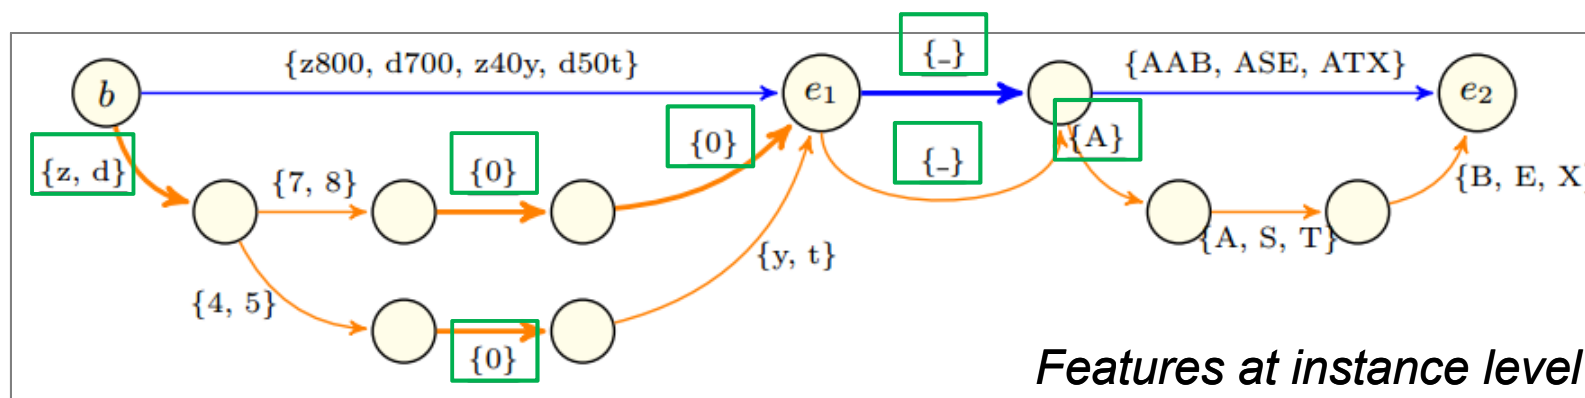 {_}
{z800, d700, z40y, d50t}
{AAB, ASE, ATX}
b
e1
e2
{0}
{A}
{z, d}
{7, 8}
{0}
{_}
{B, E, X}
{A, S, T}
{y, t}
{4, 5}
{0}
Features at instance level